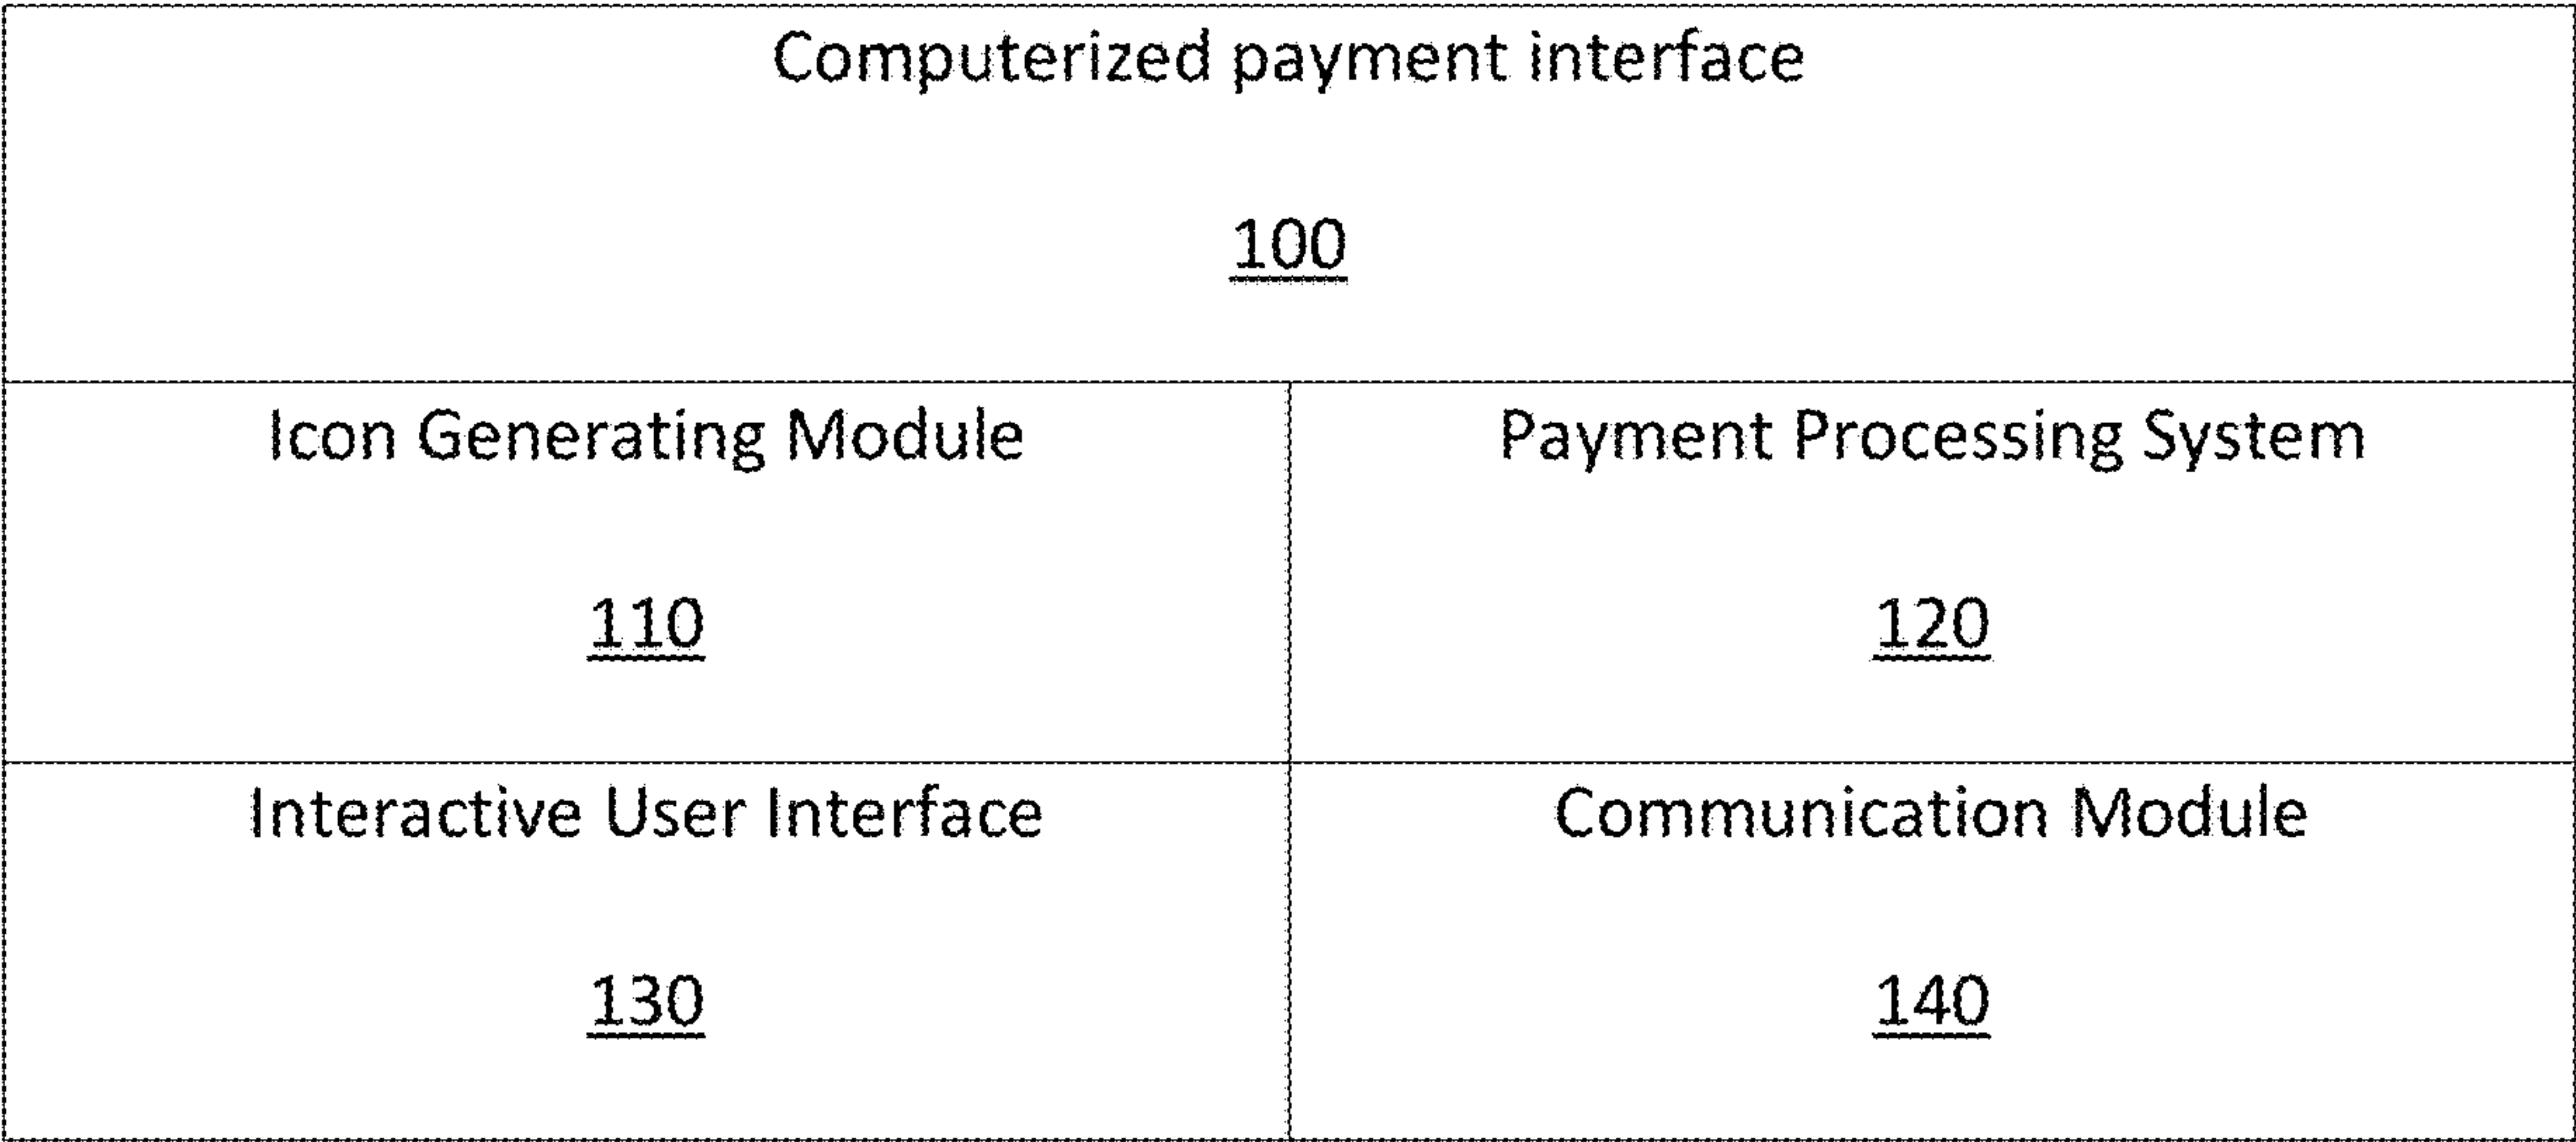 Computerized payment interface
100
Icon Generating Module
Payment Processing System
110
120
Interactive User Interface
Communication Module
130
140